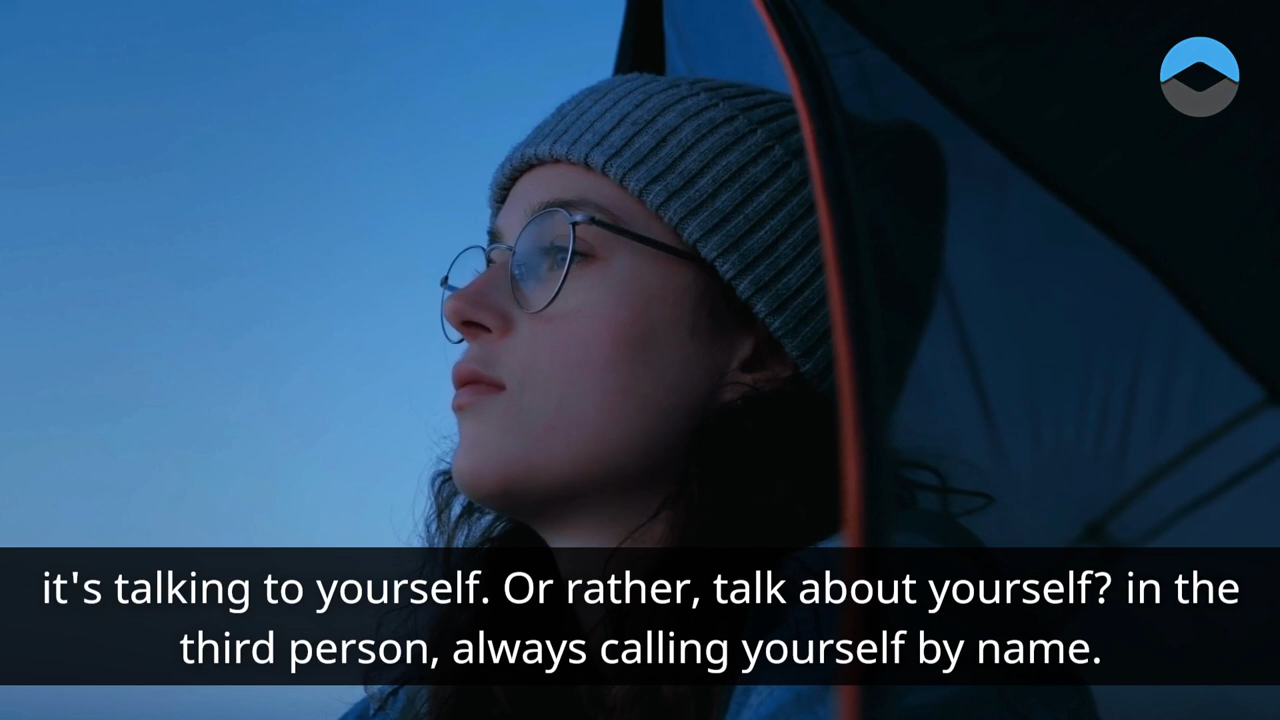 it's talking to yourself. Or rather, talk about yourself? in the
third person, always calling yourself by name.